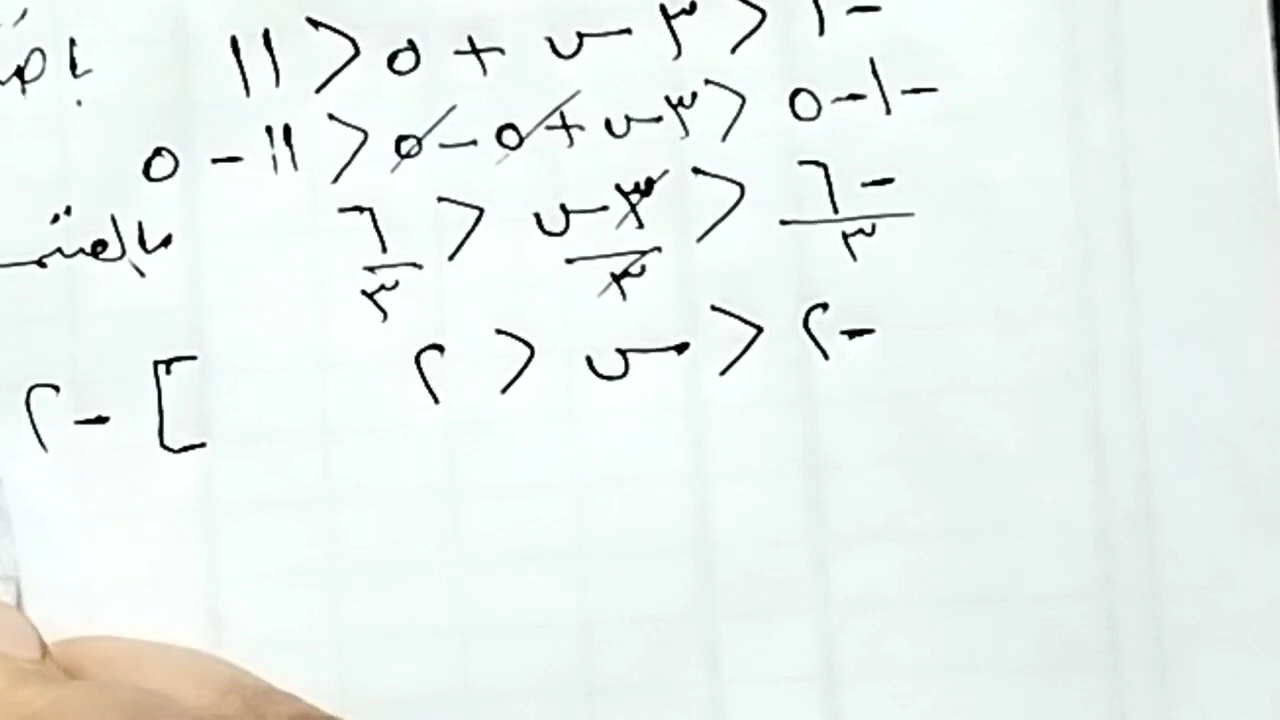 -١ < ٣س + ٥ < ١١
-١-٥ < ٣س + ٥ - ٥ < ١١ - ٥
-٦/٣ < ٣س/٣ < ٦/٣
-٢ < س < ٢
] -٢